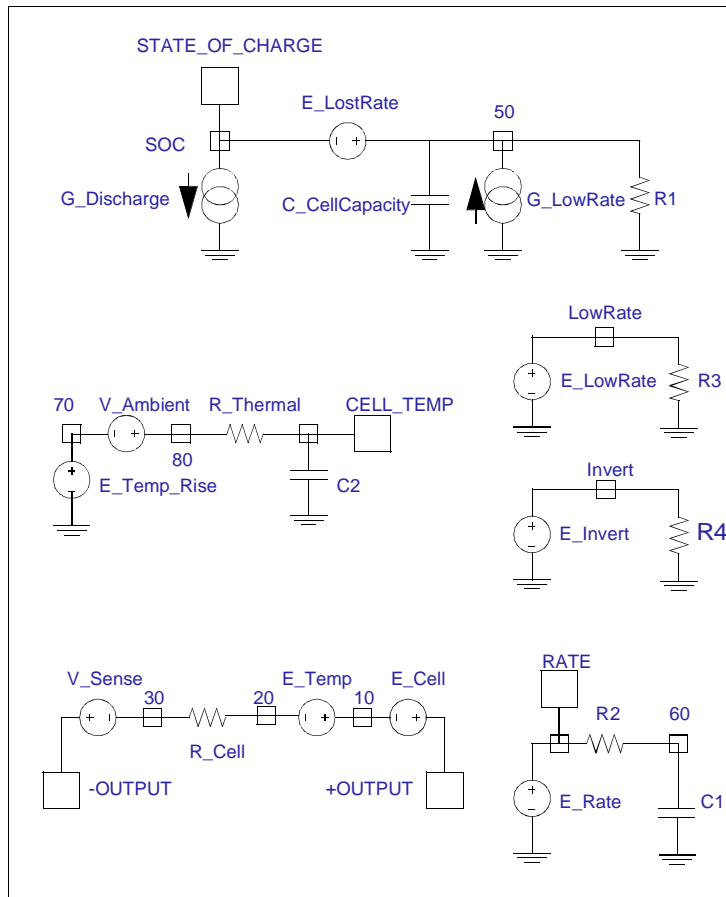 STATE_OF_CHARGE
E_LostRate
50
SOC
G_Discharge
C_CellCapacity
G_LowRate
R1
LowRate
E_LowRate
R3
70
V_Ambient
R_Thermal
CELL_TEMP
80
E_Temp_Rise
C2
Invert
E_Invert
R4
V_Sense
30
20
E_Temp
10
E_Cell
R_Cell
-OUTPUT
+OUTPUT
RATE
R2
60
E_Rate
C1